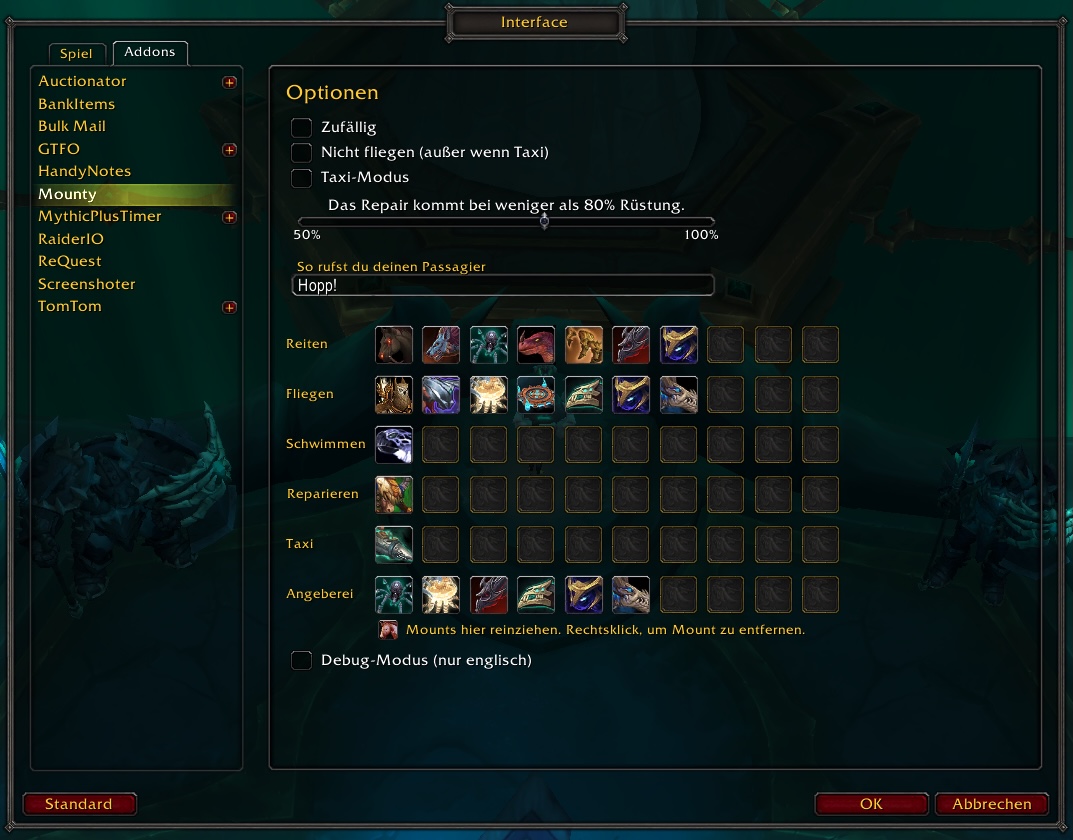 Interface
Spiel
Addons
Auctionator
BankItems
Bulk Mail
GTFO
HandyNotes
Mounty
MythicPlusTimer
RaiderIO
ReQuest
Screenshoter
TomTom
Optionen
Zufällig
Nicht fliegen (außer wenn Taxi)
Taxi-Modus
Das Repair kommt bei weniger als 80% Rüstung.
50%
100%
So rufst du deinen Passagier
Hopp!
Reiten
Fliegen
Schwimmen
Reparieren
Taxi
Angeberei
Mounts hier reinziehen. Rechtsklick, um Mount zu entfernen.
Debug-Modus (nur englisch)
Standard
OK
Abbrechen